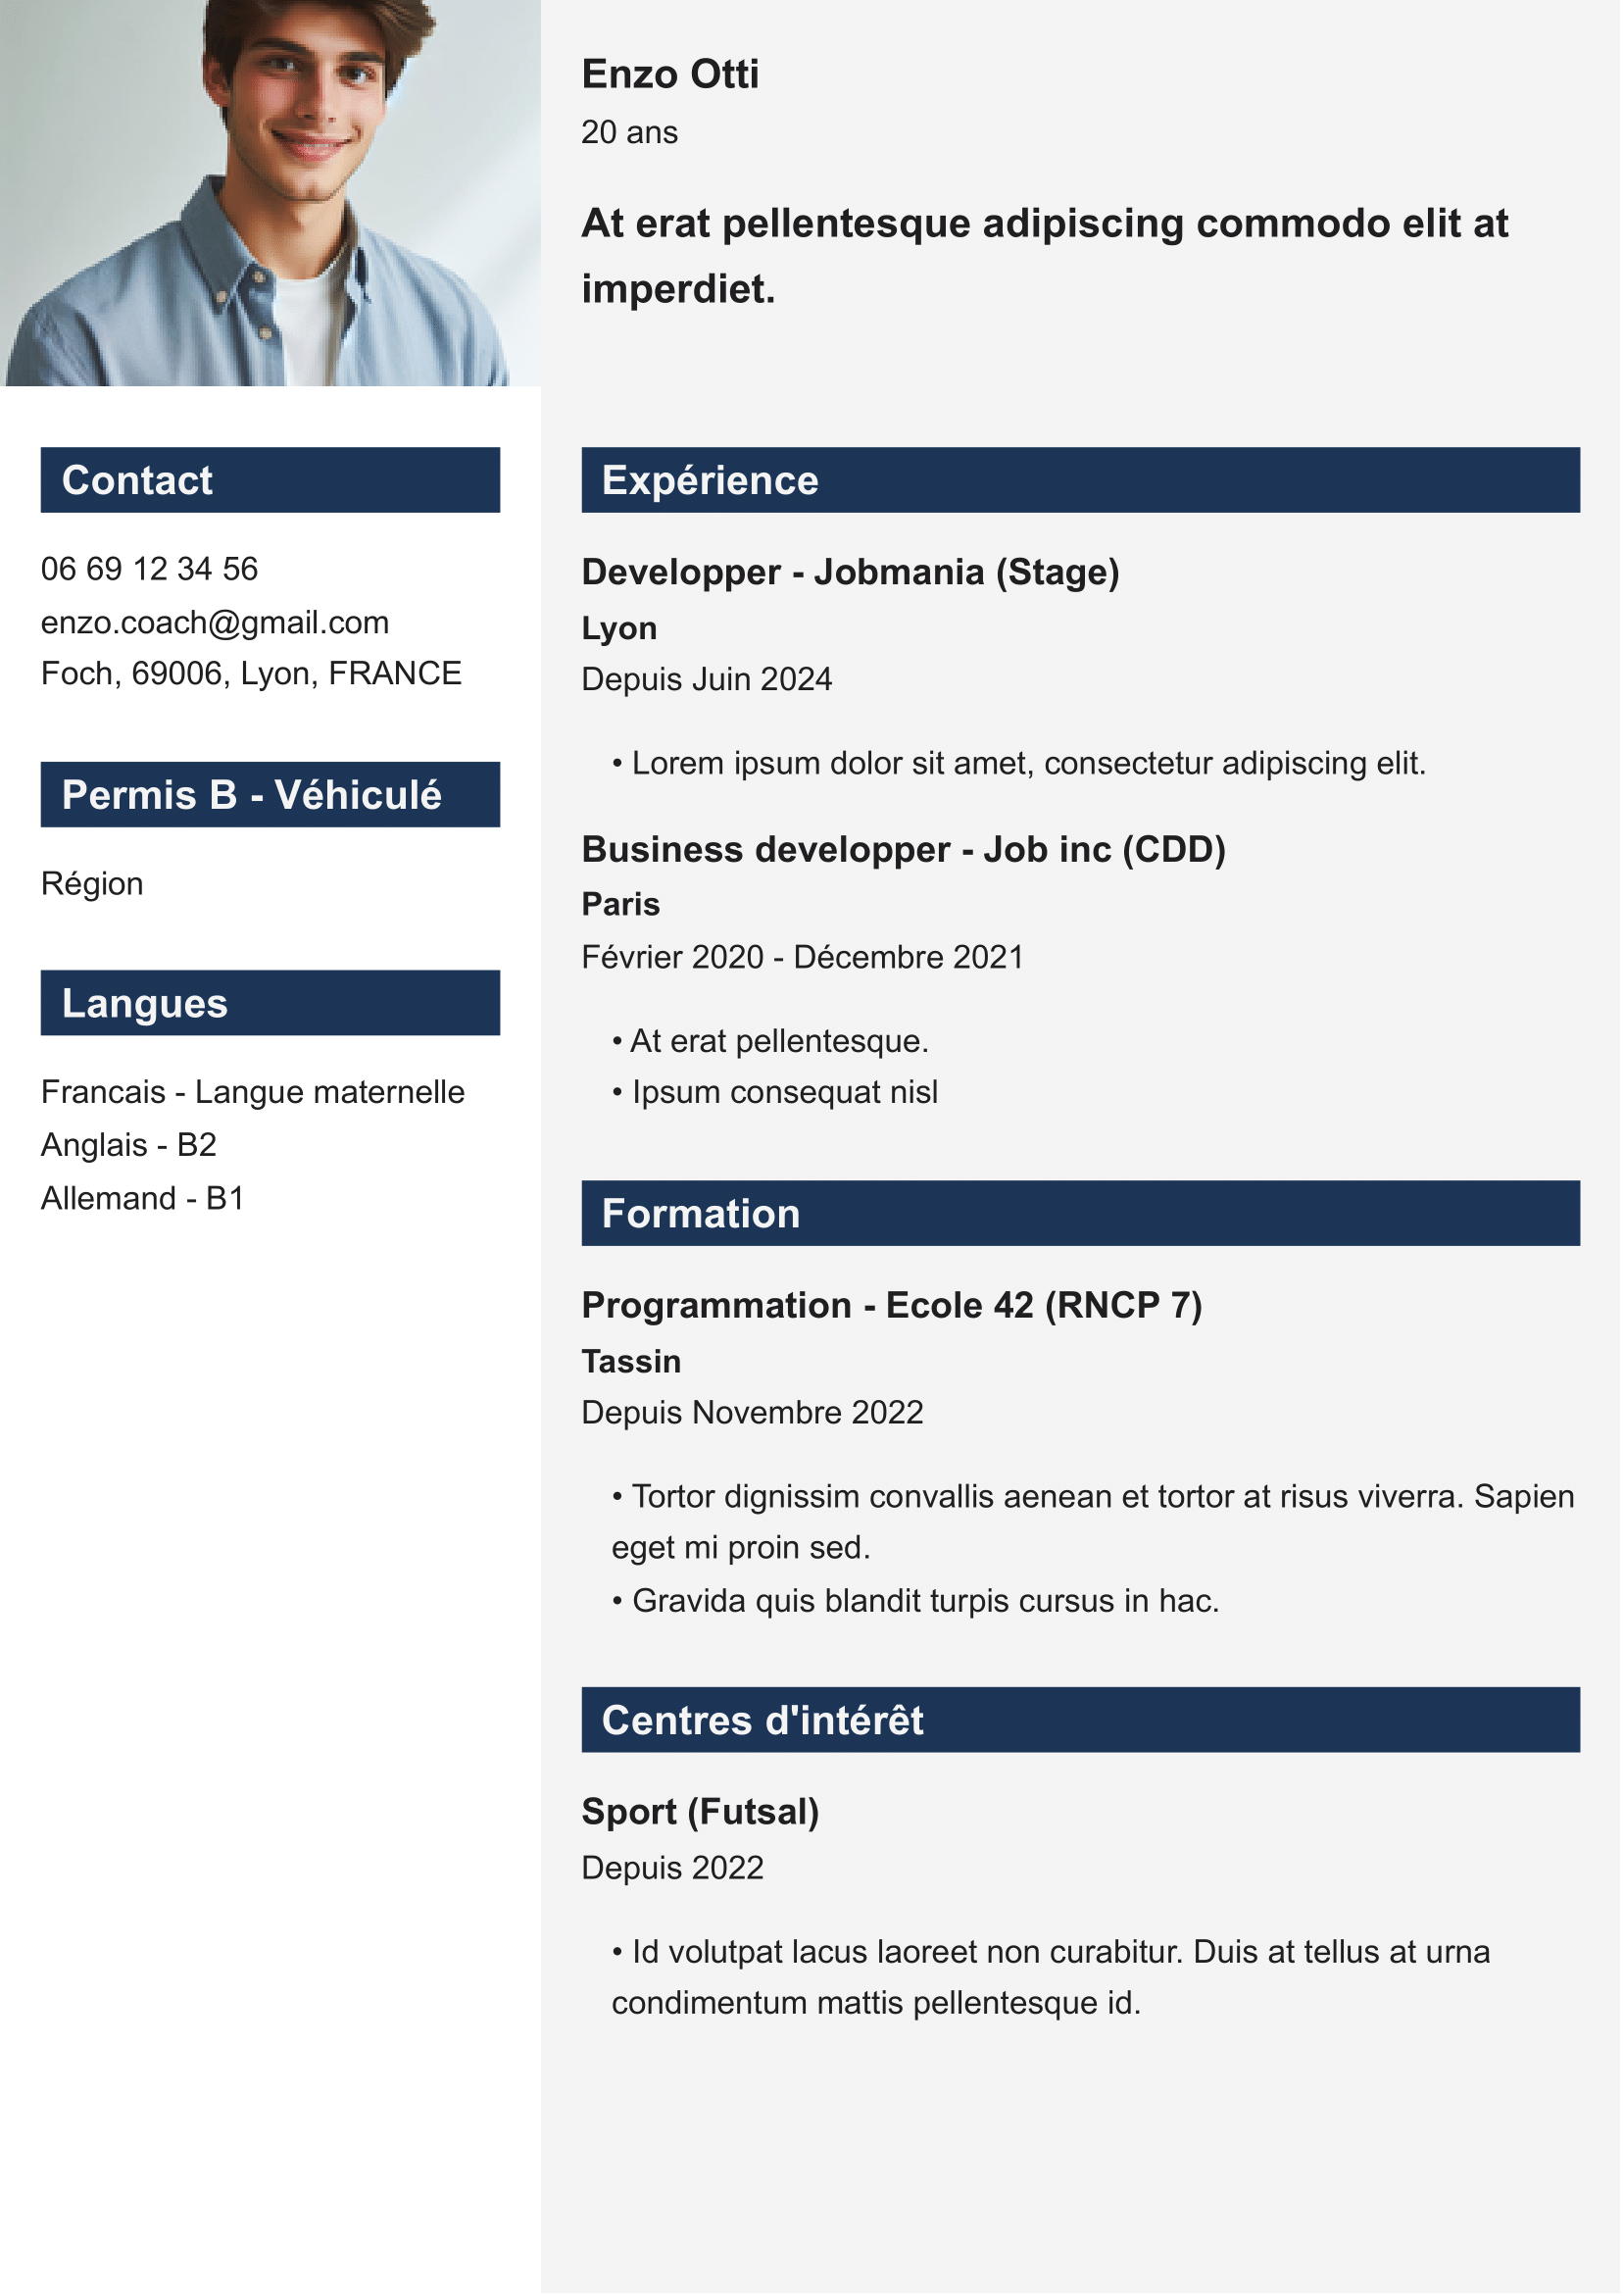 Enzo Otti
20 ans
At erat pellentesque adipiscing commodo elit at
imperdiet.
Contact
06 69 12 34 56
enzo.coach@gmail.com
Foch, 69006, Lyon, FRANCE
Permis B - Véhiculé
Région
Langues
Francais - Langue maternelle
Anglais - B2
Allemand - B1
Expérience
Developper - Jobmania (Stage)
Lyon
Depuis Juin 2024
• Lorem ipsum dolor sit amet, consectetur adipiscing elit.
Business developper - Job inc (CDD)
Paris
Février 2020 - Décembre 2021
• At erat pellentesque.
• Ipsum consequat nisl
Formation
Programmation - Ecole 42 (RNCP 7)
Tassin
Depuis Novembre 2022
• Tortor dignissim convallis aenean et tortor at risus viverra. Sapien
eget mi proin sed.
• Gravida quis blandit turpis cursus in hac.
Centres d'intérêt
Sport (Futsal)
Depuis 2022
• Id volutpat lacus laoreet non curabitur. Duis at tellus at urna
condimentum mattis pellentesque id.